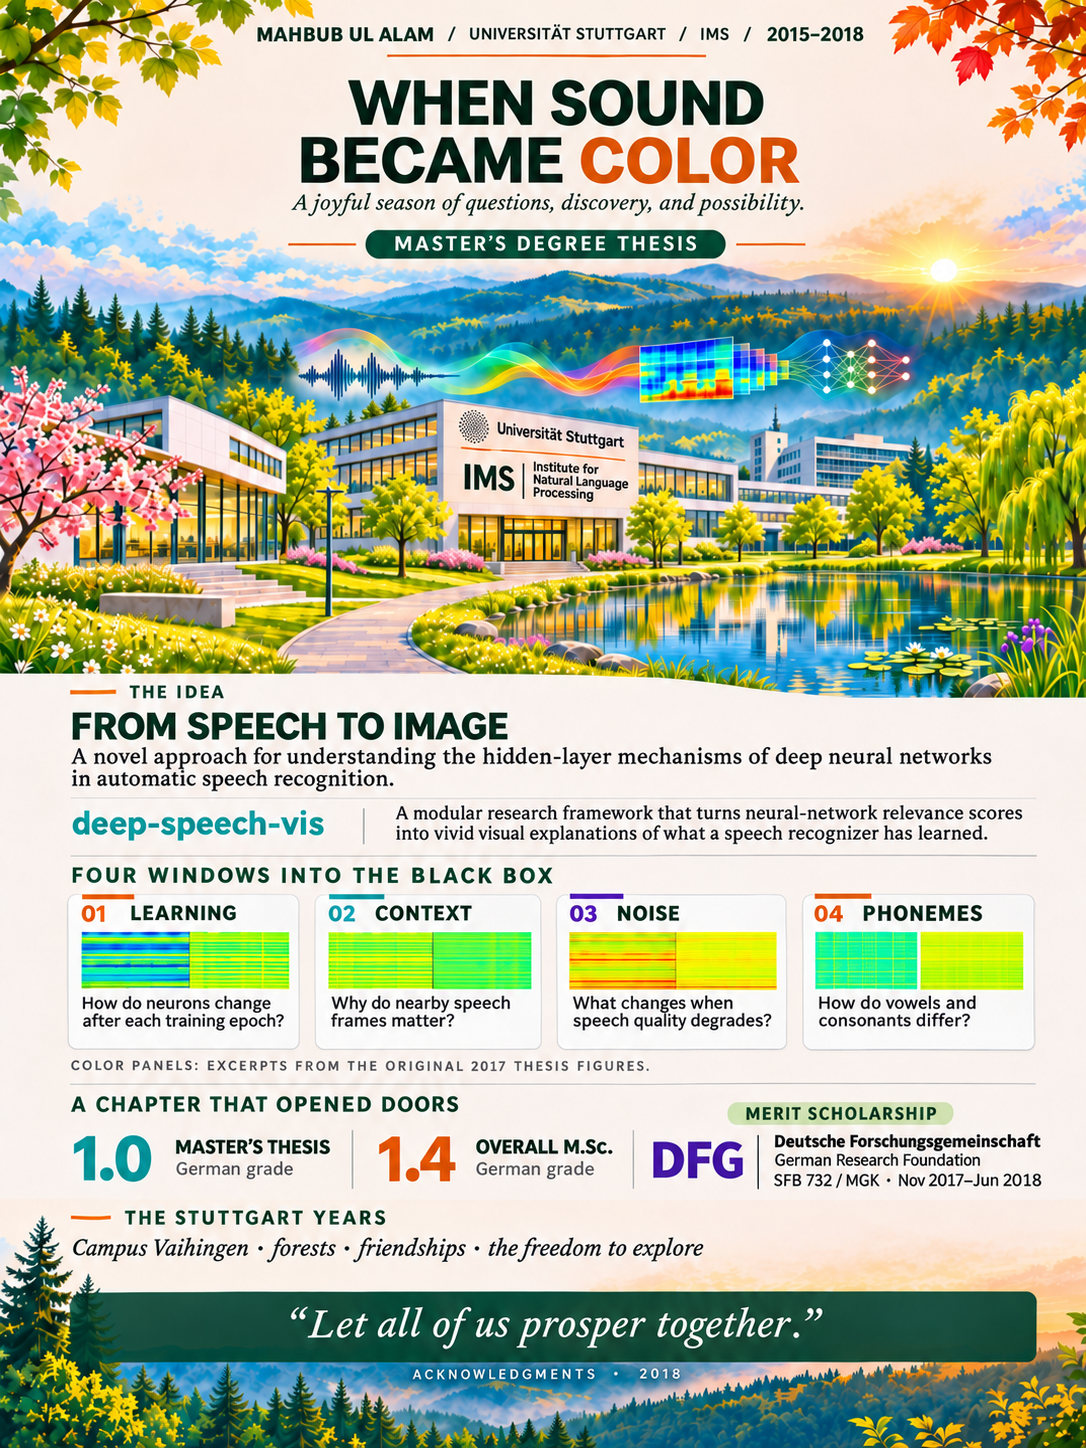 MAHBUB UL ALAM / UNIVERSITÄT STUTTGART / IMS / 2015–2018
WHEN SOUND
BECAME COLOR
A joyful season of questions, discovery, and possibility.
MASTER'S DEGREE THESIS
Universität Stuttgart
IMS
Institute for
Natural Language
Processing
THE IDEA
FROM SPEECH TO IMAGE
A novel approach for understanding the hidden-layer mechanisms of deep neural networks
in automatic speech recognition.
deep-speech-vis
A modular research framework that turns neural-network relevance scores
into vivid visual explanations of what a speech recognizer has learned.
FOUR WINDOWS INTO THE BLACK BOX
01 LEARNING
How do neurons change
after each training epoch?
02 CONTEXT
Why do nearby speech
frames matter?
03 NOISE
What changes when
speech quality degrades?
04 PHONEMES
How do vowels and
consonants differ?
COLOR PANELS: EXCERPTS FROM THE ORIGINAL 2017 THESIS FIGURES.
A CHAPTER THAT OPENED DOORS
1.0
MASTER'S THESIS
German grade
1.4
OVERALL M.Sc.
German grade
MERIT SCHOLARSHIP
DFG
Deutsche Forschungsgemeinschaft
German Research Foundation
SFB 732 / MGK • Nov 2017–Jun 2018
THE STUTTGART YEARS
Campus Vaihingen • forests • friendships • the freedom to explore
“Let all of us prosper together.”
ACKNOWLEDGMENTS • 2018